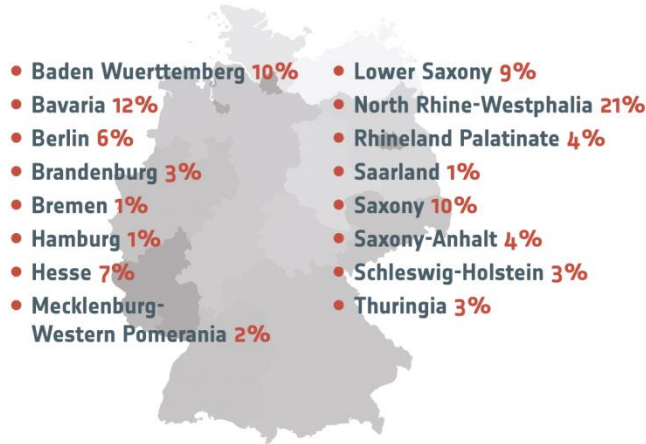 Baden Wuerttemberg 10%
Bavaria 12%
Berlin 6%
Brandenburg 3%
Bremen 1%
Hamburg 1%
Hesse 7%
Mecklenburg-
Western Pomerania 2%
Lower Saxony 9%
North Rhine-Westphalia 21%
Rhineland Palatinate 4%
Saarland 1%
Saxony 10%
Saxony-Anhalt 4%
Schleswig-Holstein 3%
Thuringia 3%